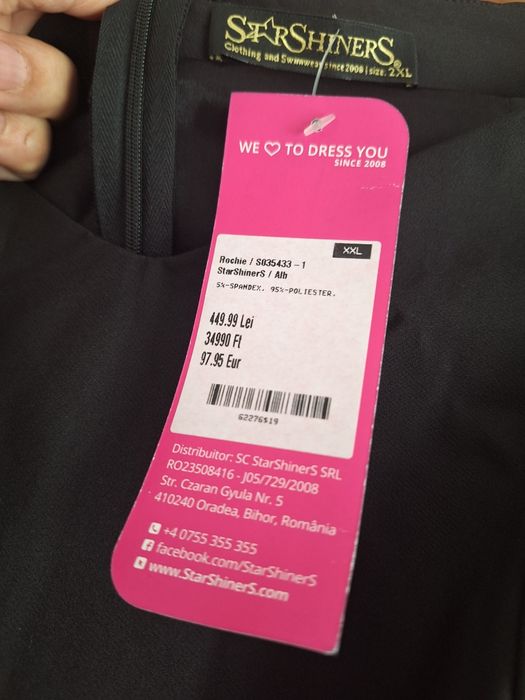 STARSHINERS
Clothing and Swimwear since 2008 | size: 2XL
WE ♡ TO DRESS YOU
SINCE 2008
XXL
Rochie / S035433 - 1
StarShinerS / Alb
5%-SPANDEX. 95%-POLIESTER.
449.99 Lei
34990 Ft
97.95 Eur
62276519
Distribuitor: SC StarShinerS SRL
RO23508416 - J05/729/2008
Str. Czaran Gyula Nr. 5
410240 Oradea, Bihor, România
+4 0755 355 355
facebook.com/StarShinerS
www.StarShinerS.com